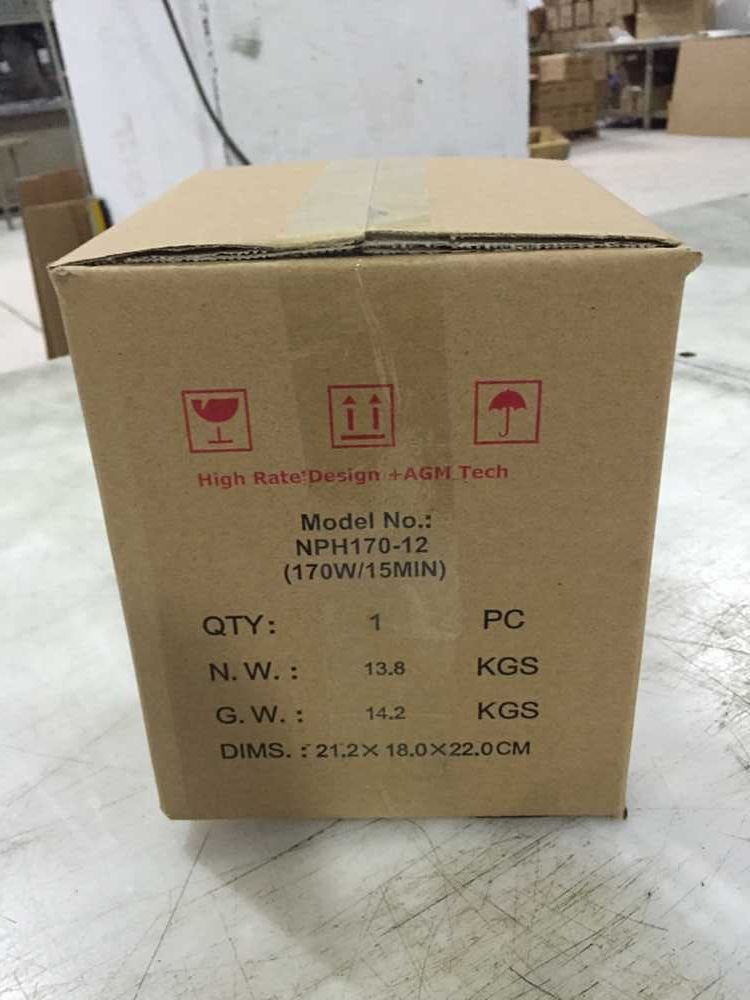 High Rate Design +AGM Tech
Model No.:
NPH170-12
(170W/15MIN)
QTY: 1 PC
N. W. : 13.8 KGS
G. W. : 14.2 KGS
DIMS. : 21.2× 18.0×22.0CM